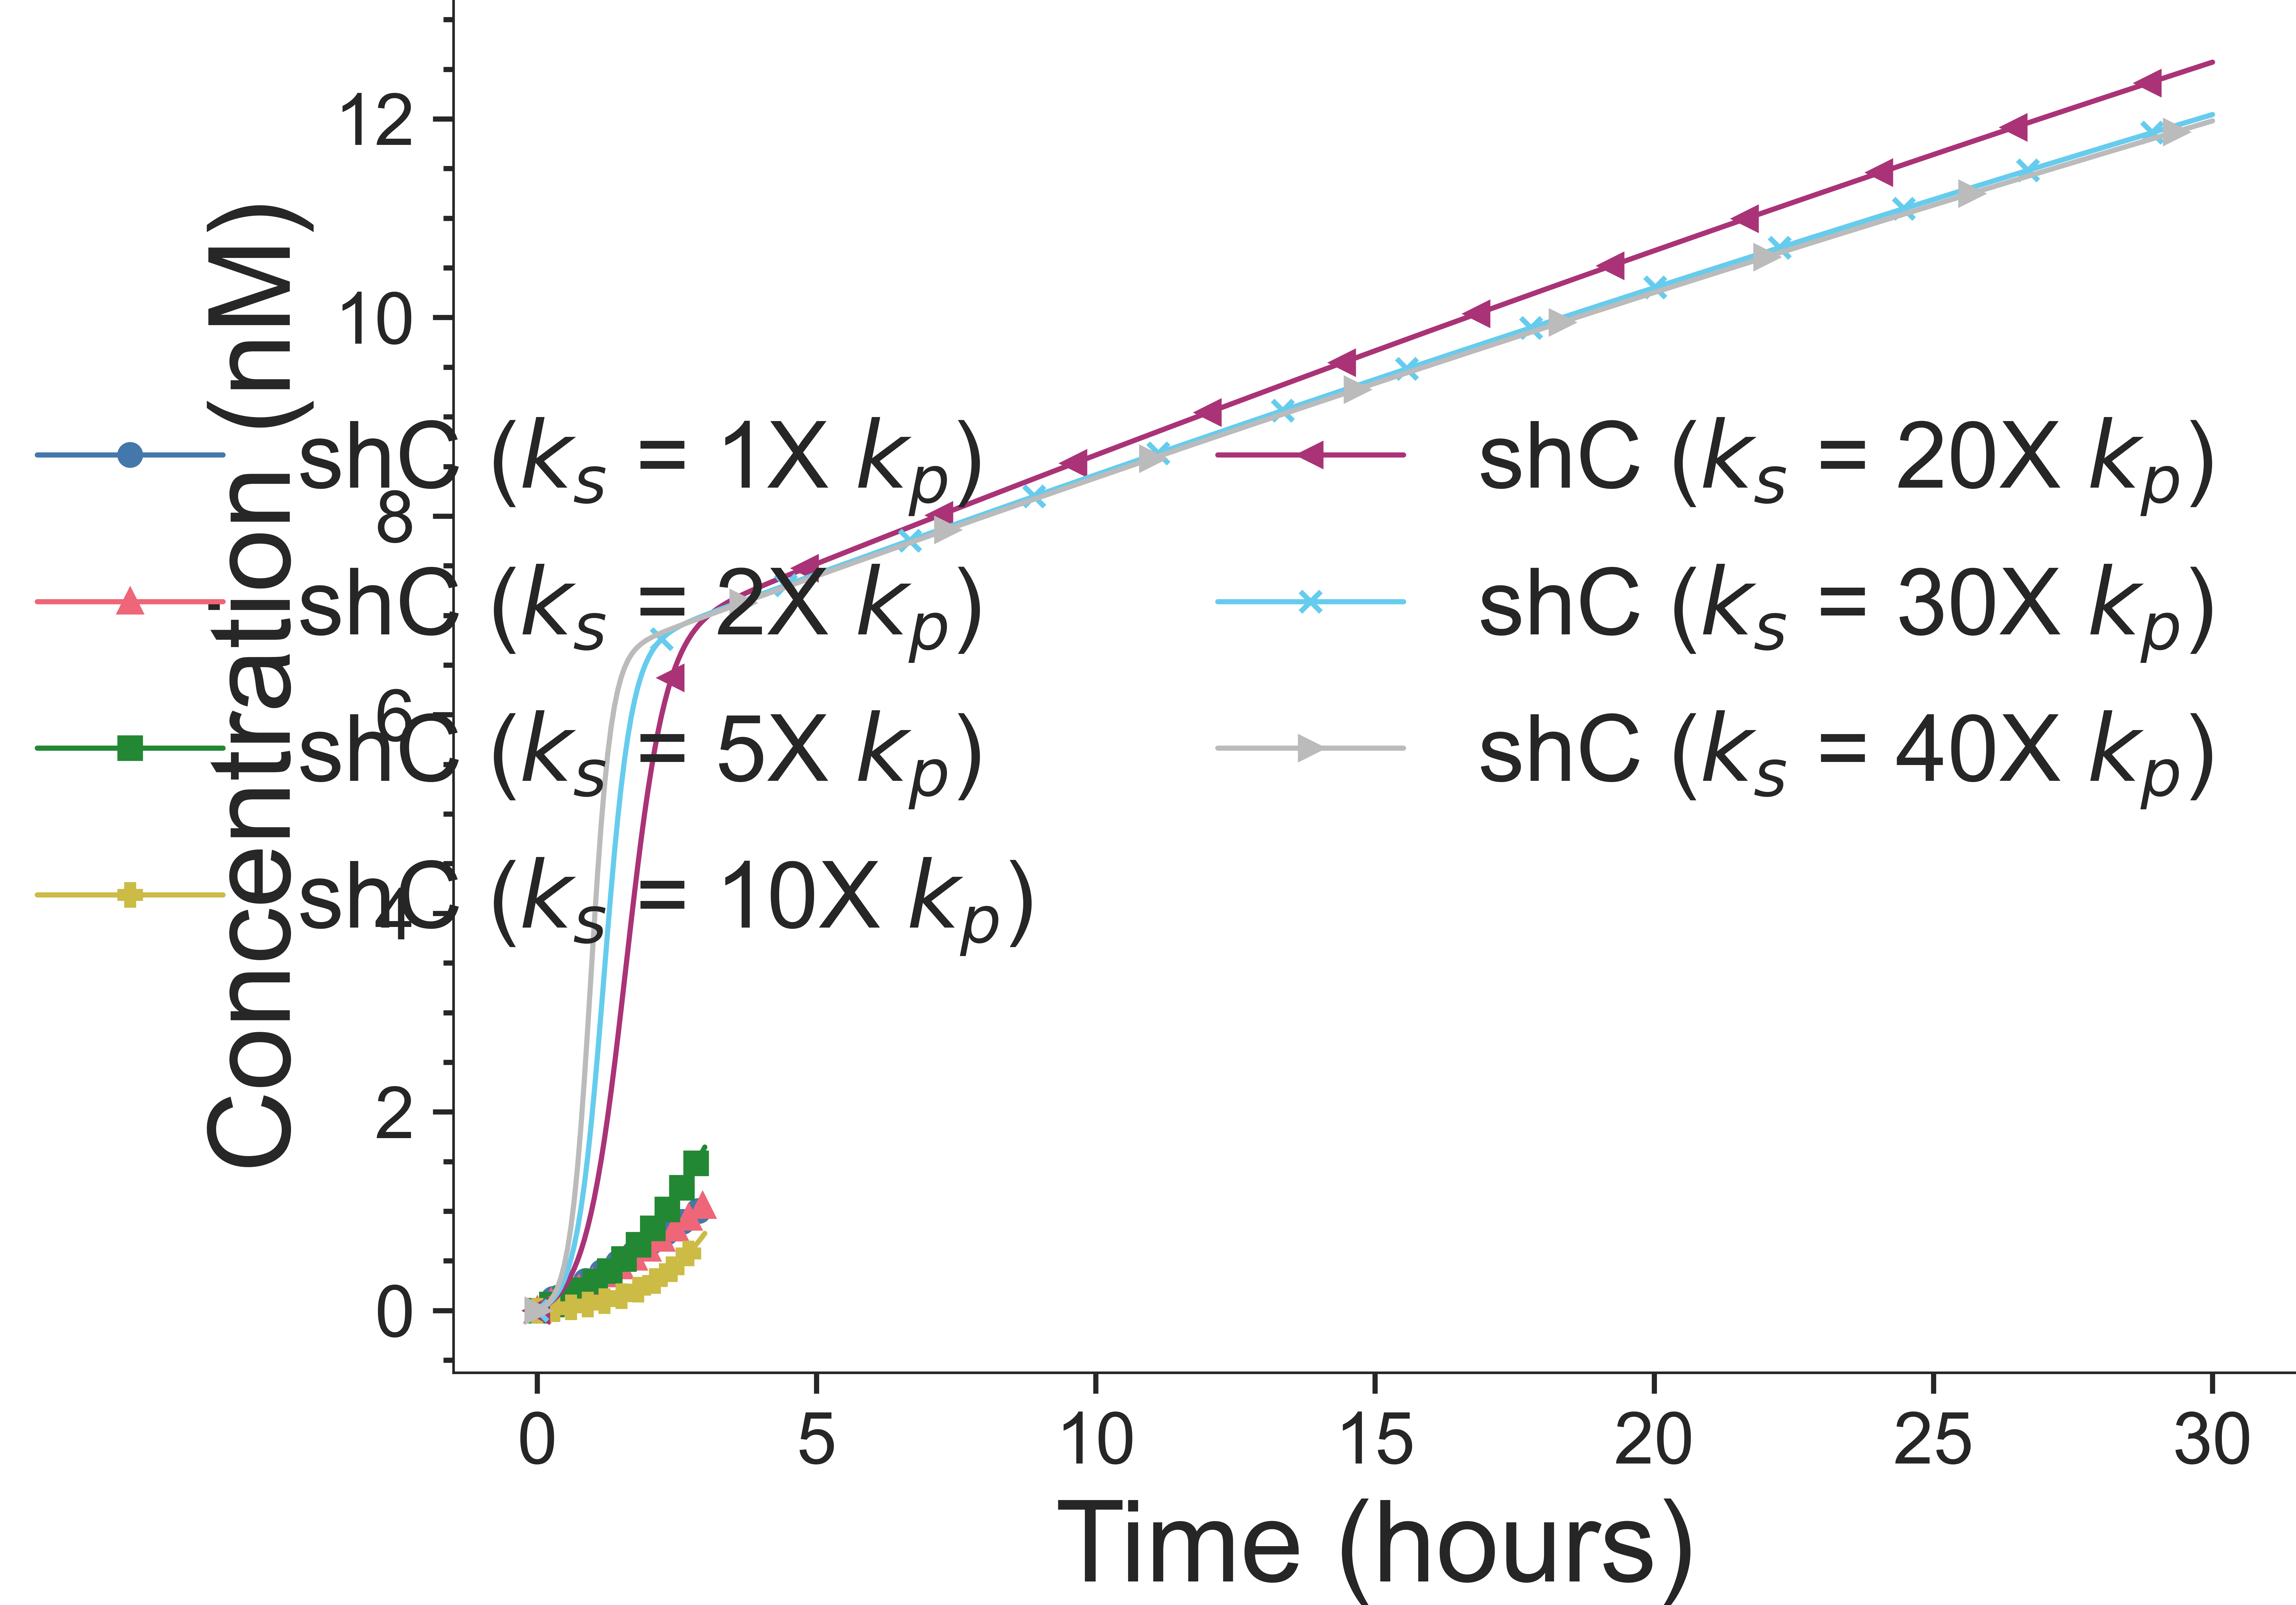 Concentration (nM)
12
10
8
6
4
2
0
shC (kₛ = 1X kₚ)
shC (kₛ = 2X kₚ)
shC (kₛ = 5X kₚ)
shC (kₛ = 10X kₚ)
shC (kₛ = 20X kₚ)
shC (kₛ = 30X kₚ)
shC (kₛ = 40X kₚ)
0 5 10 15 20 25 30
Time (hours)